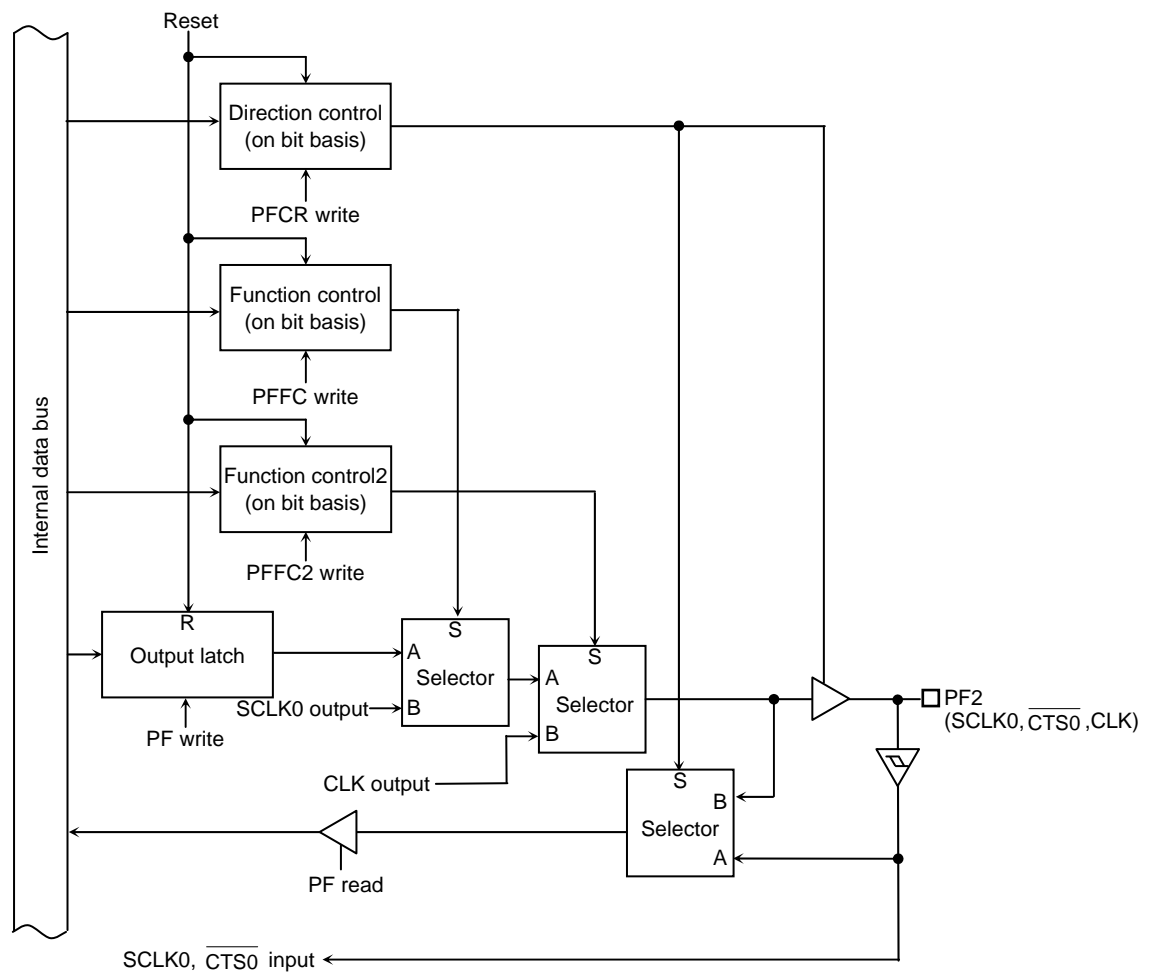 Reset
Direction control
(on bit basis)
PFCR write
Function control
(on bit basis)
PFFC write
Internal data bus
Function control2
(on bit basis)
PFFC2 write
R
Output latch
PF write
SCLK0 output
S
A
Selector
B
S
A
Selector
B
CLK output
PF2
(SCLK0, CTS0 ,CLK)
S
B
Selector
A
PF read
SCLK0, CTS0 input